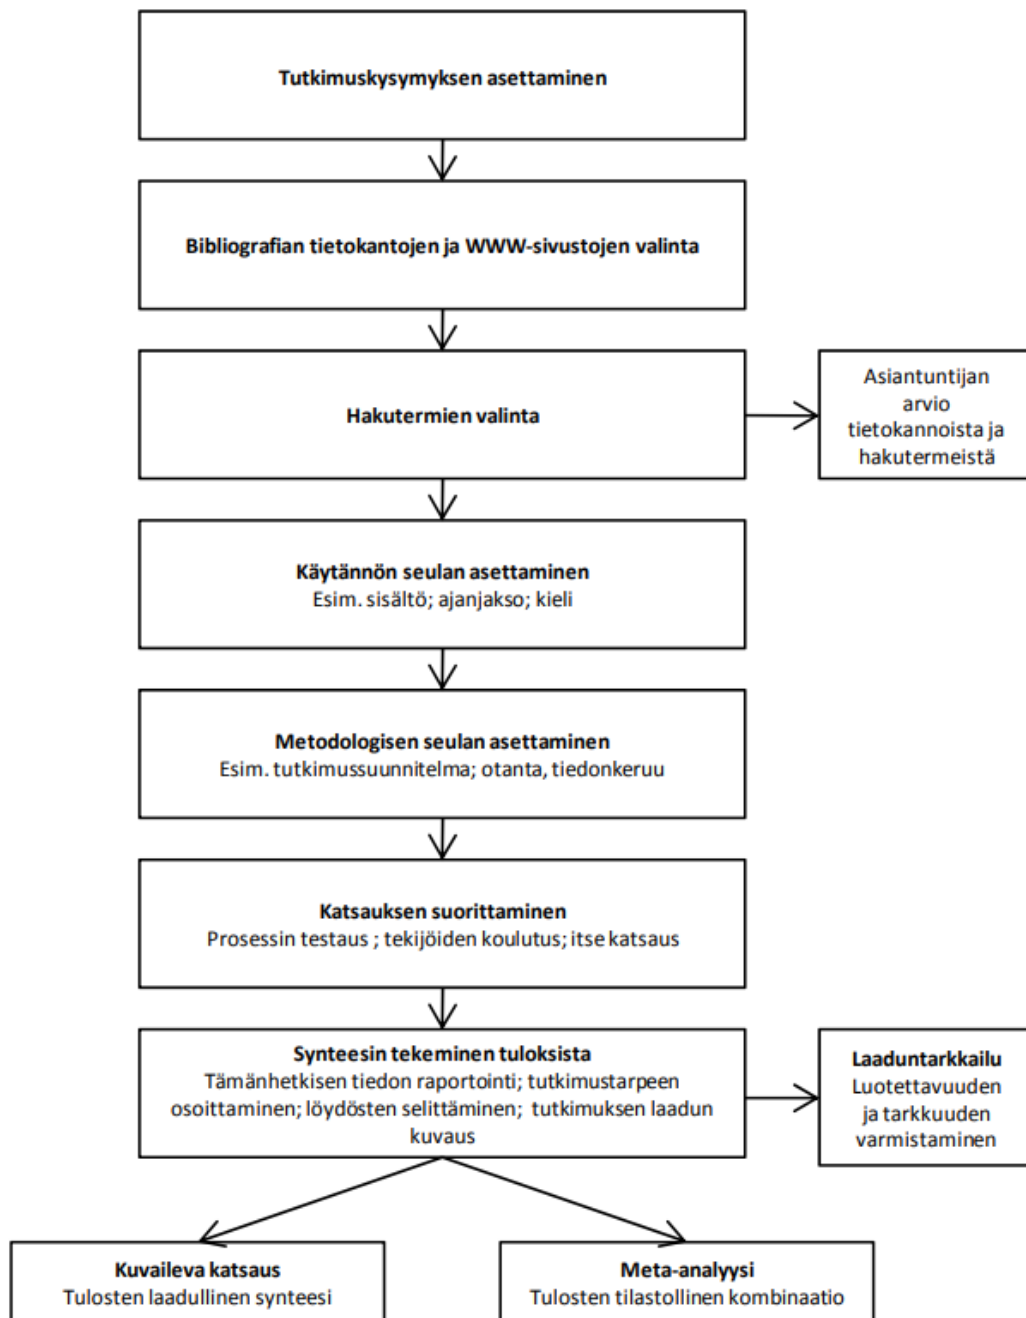 Tutkimuskysymyksen asettaminen
Bibliografian tietokantojen ja WWW-sivustojen valinta
Hakutermien valinta
Asiantuntijan
arvio
tietokannoista ja
hakutermeistä
Käytännön seulan asettaminen
Esim. sisältö; ajanjakso; kieli
Metodologisen seulan asettaminen
Esim. tutkimussuunnitelma; otanta, tiedonkeruu
Katsauksen suorittaminen
Prosessin testaus ; tekijöiden koulutus; itse katsaus
Synteesin tekeminen tuloksista
Tämänhetkisen tiedon raportointi; tutkimustarpeen
osoittaminen; löydösten selittäminen; tutkimuksen laadun
kuvaus
Laaduntarkkailu
Luotettavuuden
ja tarkkuuden
varmistaminen
Kuvaileva katsaus
Tulosten laadullinen synteesi
Meta-analyysi
Tulosten tilastollinen kombinaatio